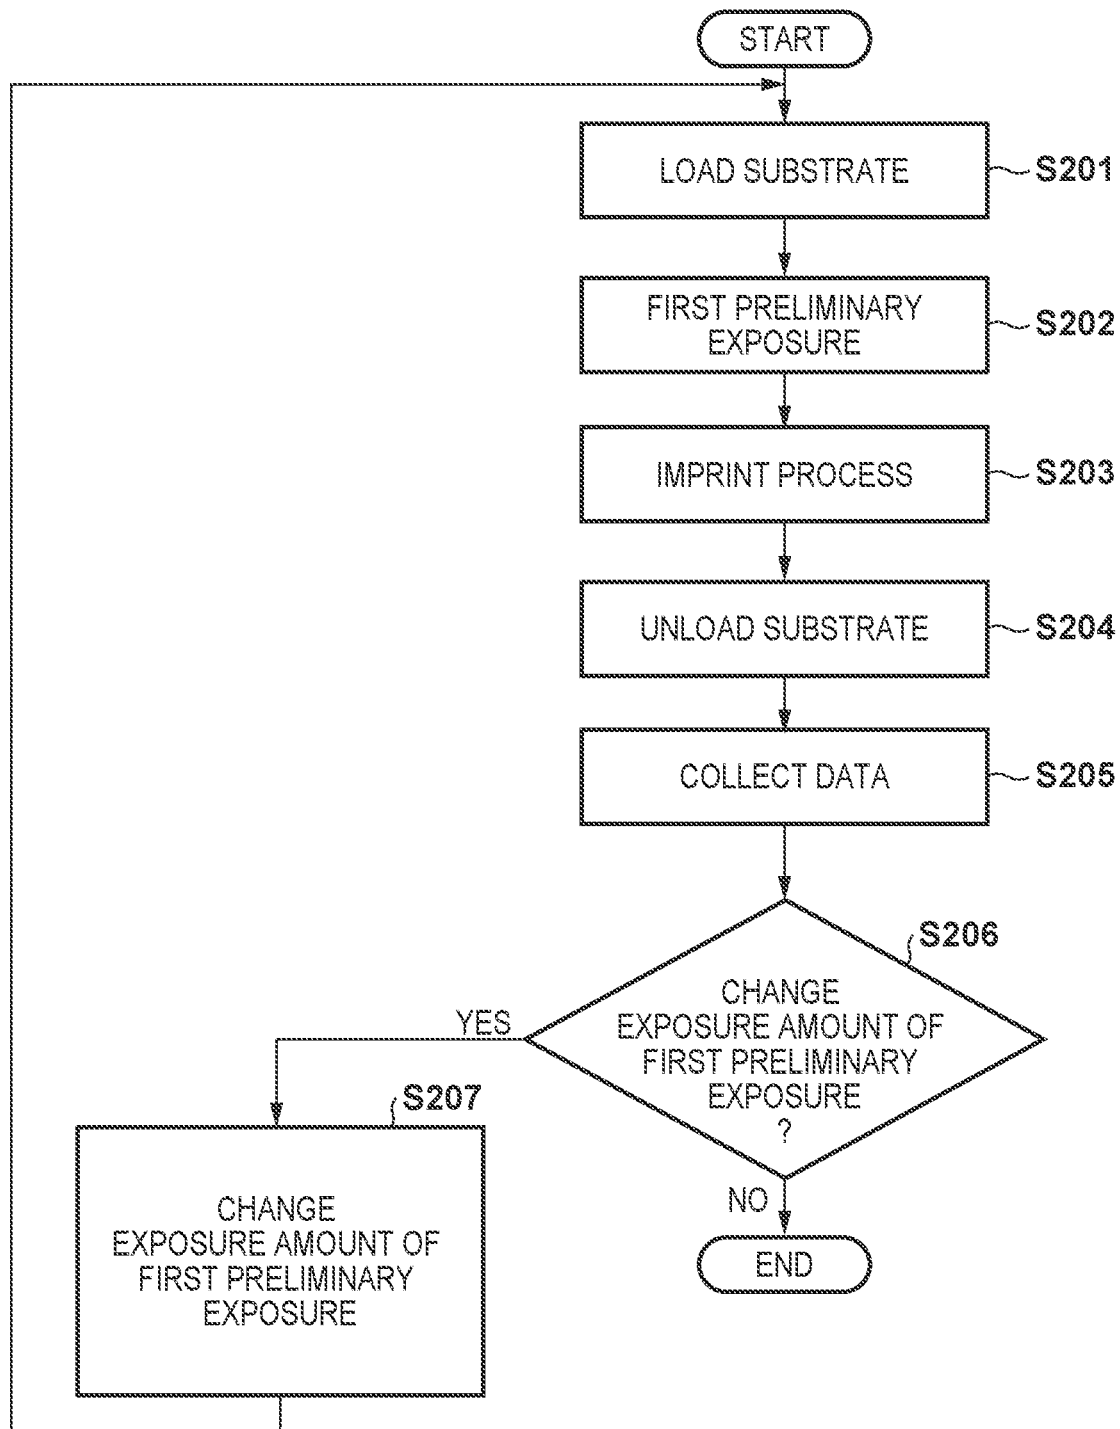 START
LOAD SUBSTRATE
S201
FIRST PRELIMINARY
EXPOSURE
S202
IMPRINT PROCESS
S203
UNLOAD SUBSTRATE
S204
COLLECT DATA
S205
S206
CHANGE
EXPOSURE AMOUNT OF
FIRST PRELIMINARY
EXPOSURE
?
YES
NO
S207
CHANGE
EXPOSURE AMOUNT OF
FIRST PRELIMINARY
EXPOSURE
END